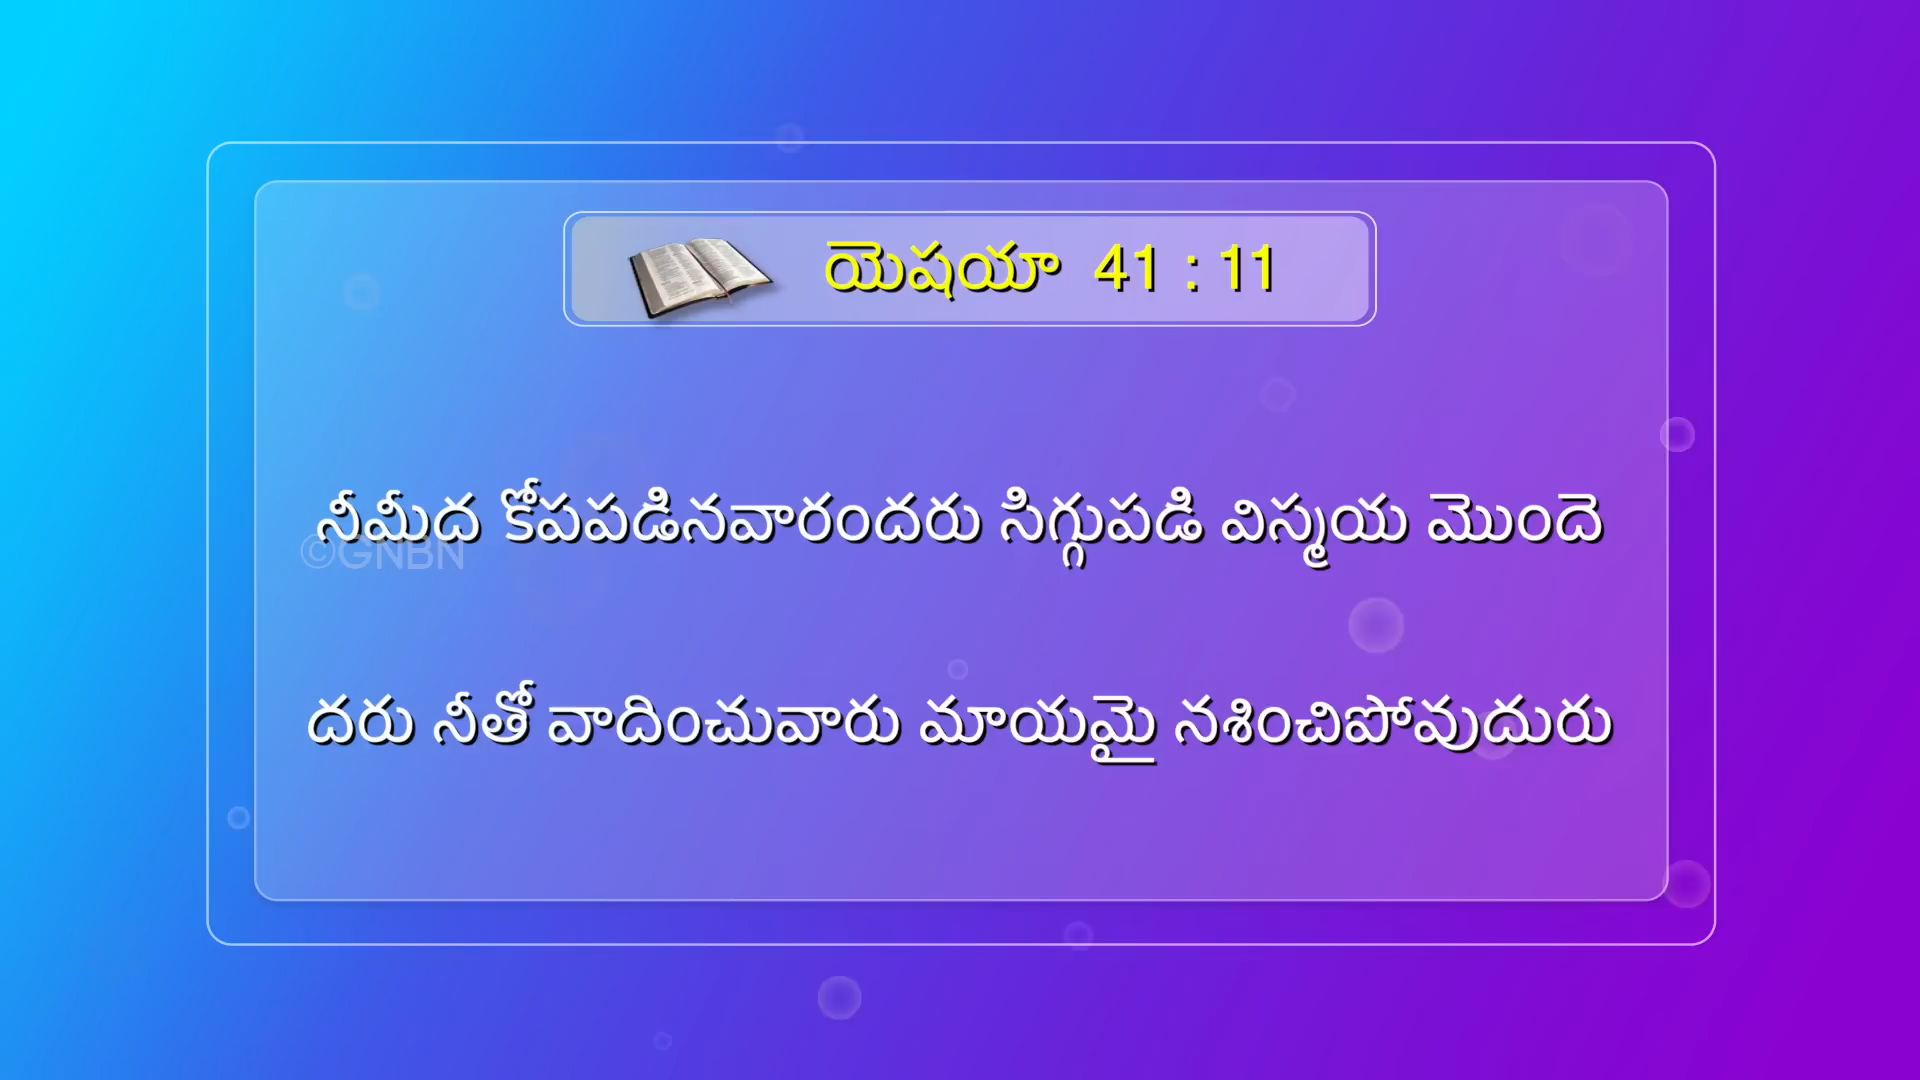 యెషయా 41 : 11
నీమీద కోపపడినవారందరు సిగ్గుపడి విస్మయ మొందె
©GNBN
దరు నీతో వాదించువారు మాయమై నశించిపోవుదురు